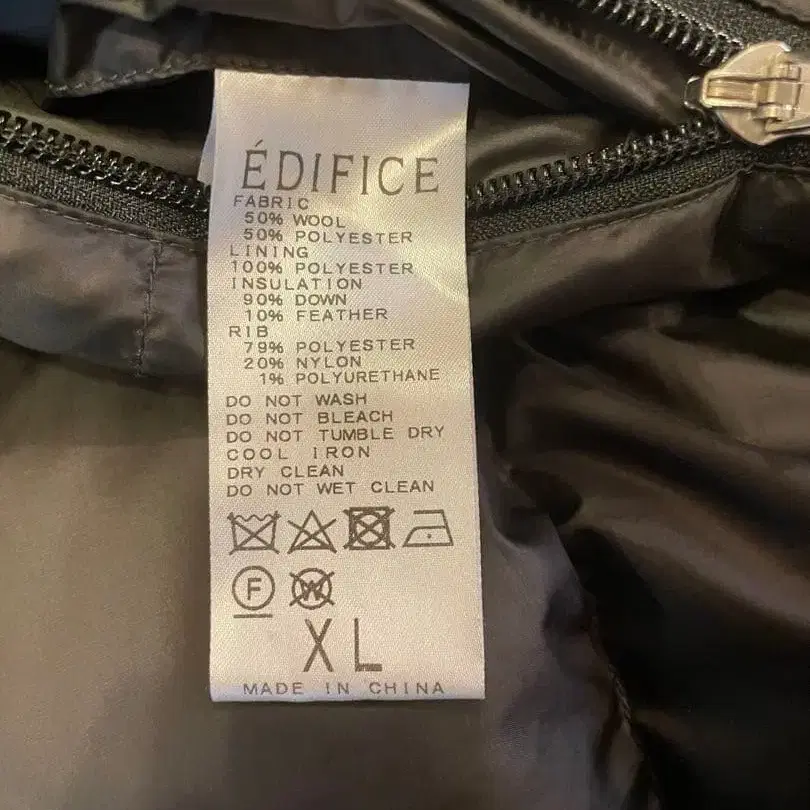 ÉDIFICE
FABRIC
50% WOOL
50% POLYESTER
LINING
100% POLYESTER
INSULATION
90% DOWN
10% FEATHER
RIB
79% POLYESTER
20% NYLON
1% POLYURETHANE
DO NOT WASH
DO NOT BLEACH
DO NOT TUMBLE DRY
COOL IRON
DRY CLEAN
DO NOT WET CLEAN
F W
XL
MADE IN CHINA